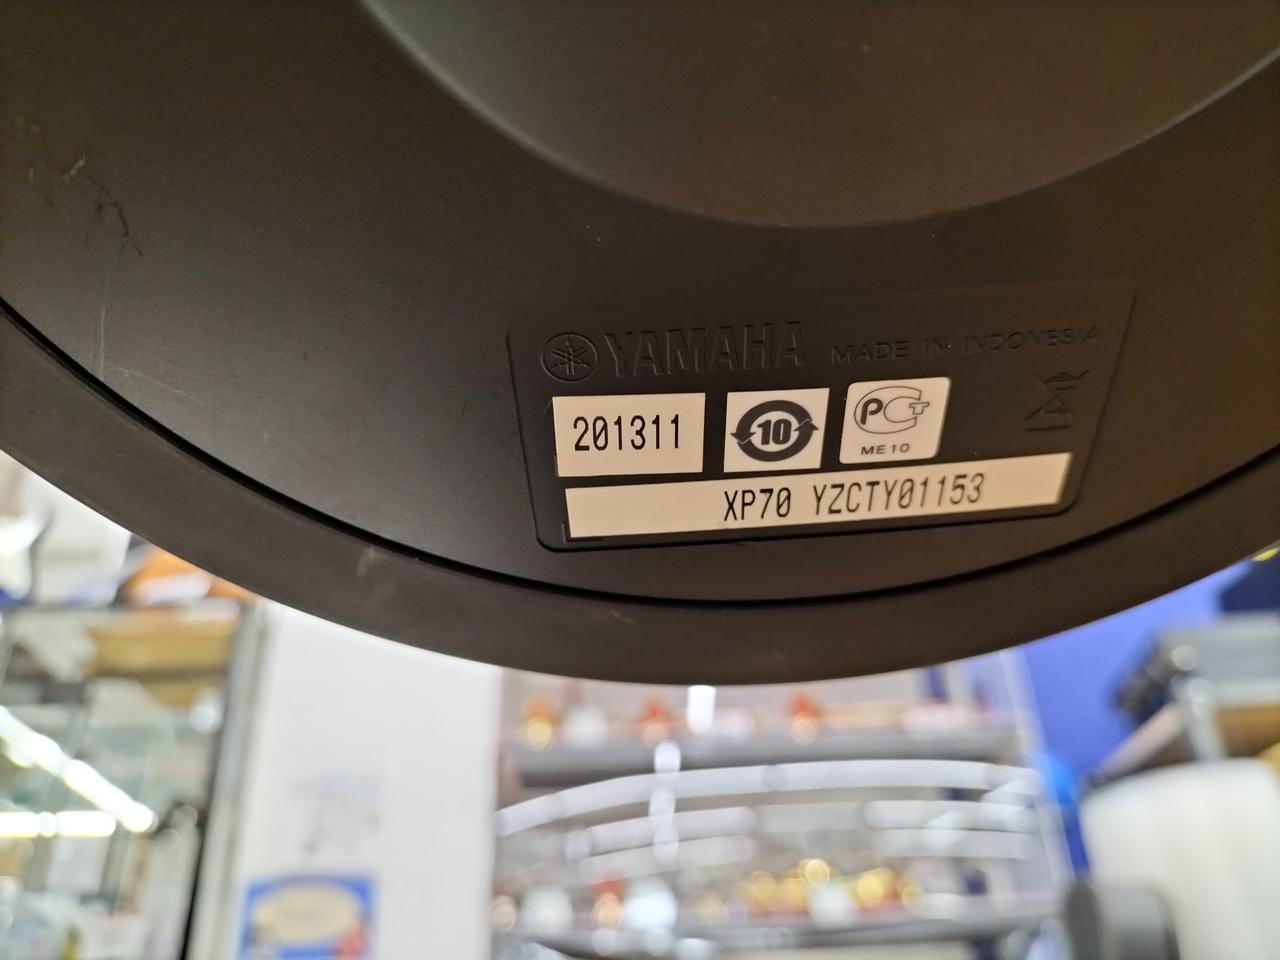 YAMAHA MADE IN INDONESIA
201311
10
PCT
ME10
XP70 YZCTY01153